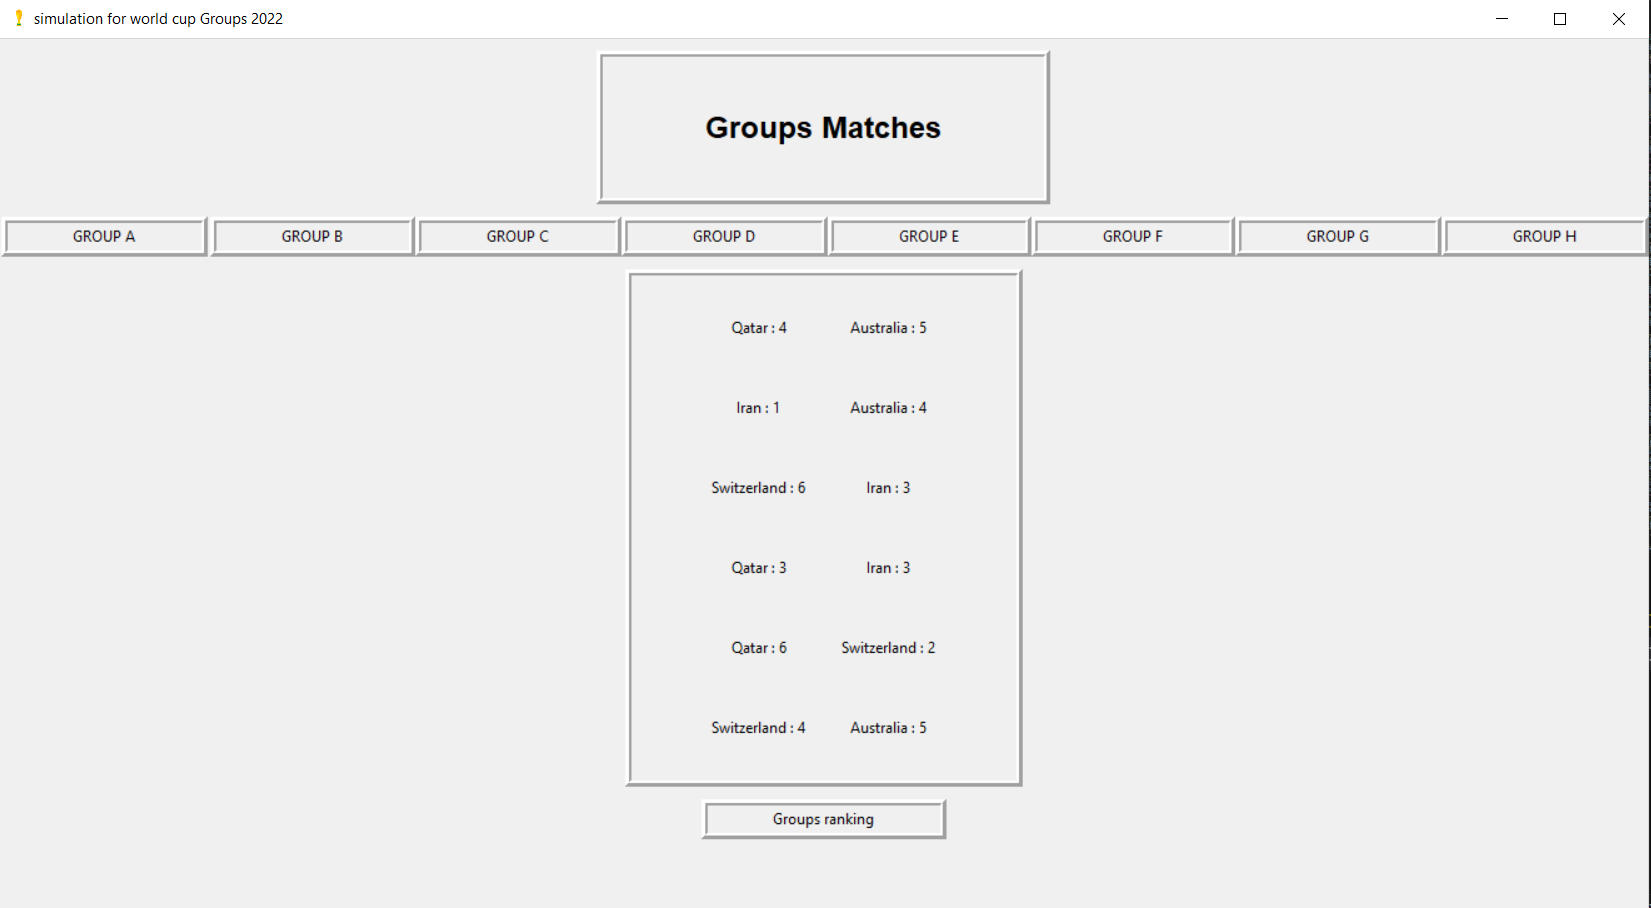 simulation for world cup Groups 2022
Groups Matches
GROUP A GROUP B GROUP C GROUP D GROUP E GROUP F GROUP G GROUP H
Qatar : 4 Australia : 5
Iran : 1 Australia : 4
Switzerland : 6 Iran : 3
Qatar : 3 Iran : 3
Qatar : 6 Switzerland : 2
Switzerland : 4 Australia : 5
Groups ranking